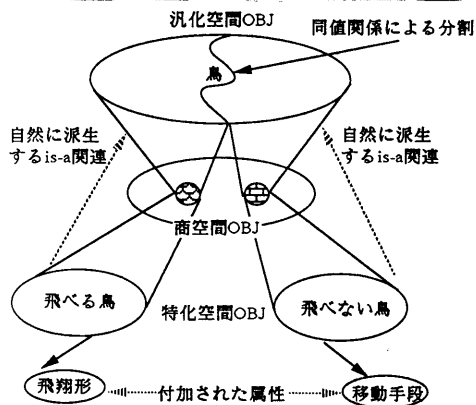 汎化空間OBJ
同値関係による分割
鳥
自然に派生
するis-a関連
自然に派生
するis-a関連
商空間OBJ
飛べる鳥
特化空間OBJ
飛べない鳥
飛翔形
付加された属性
移動手段